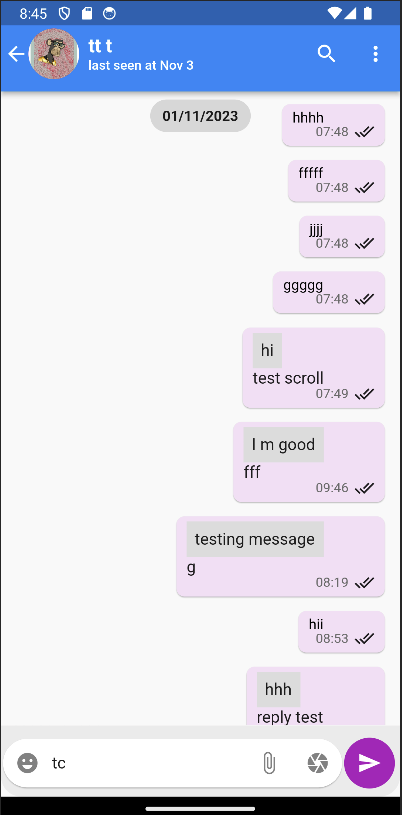 8:45
tt t
last seen at Nov 3
01/11/2023
hhhh
07:48
fffff
07:48
jjjj
07:48
ggggg
07:48
hi
test scroll
07:49
I m good
fff
09:46
testing message
g
08:19
hii
08:53
hhh
reply test
tc